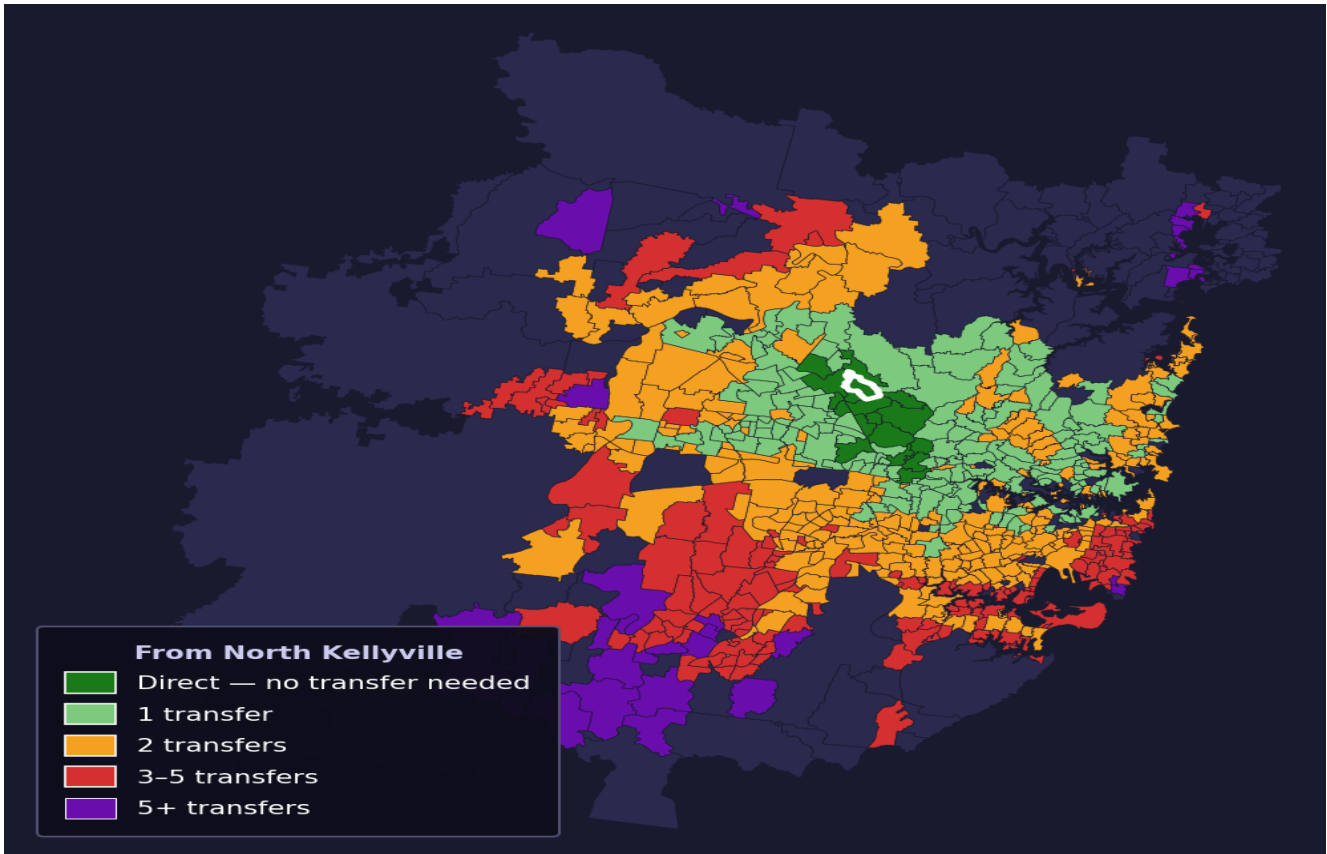 From North Kellyville
Direct — no transfer needed
1 transfer
2 transfers
3–5 transfers
5+ transfers